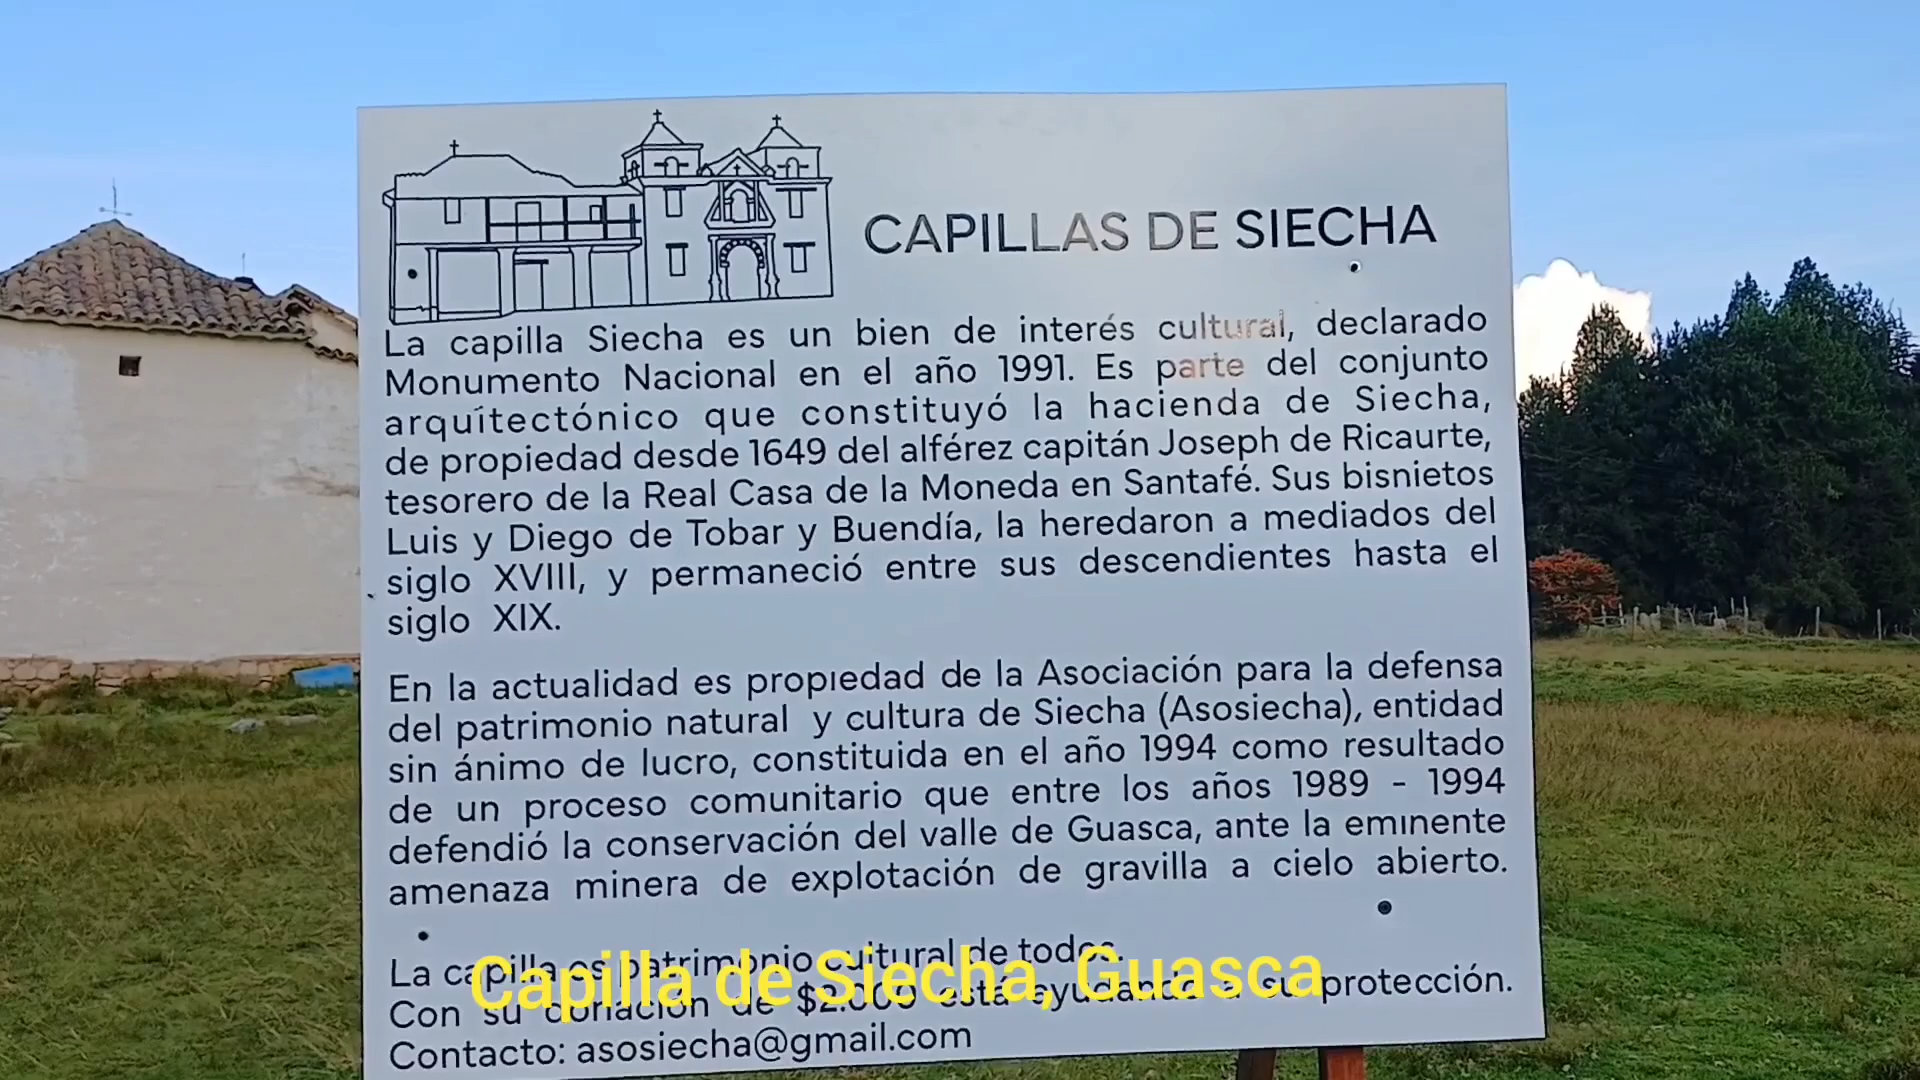 CAPILLAS DE SIECHA
La capilla Siecha es un bien de interés cultural, declarado
Monumento Nacional en el año 1991. Es parte del conjunto
arquitectónico que constituyó la hacienda de Siecha,
de propiedad desde 1649 del alférez capitán Joseph de Ricaurte,
tesorero de la Real Casa de la Moneda en Santafé. Sus bisnietos
Luis y Diego de Tobar y Buendía, la heredaron a mediados del
siglo XVIII, y permaneció entre sus descendientes hasta el
siglo XIX.
En la actualidad es propiedad de la Asociación para la defensa
del patrimonio natural y cultura de Siecha (Asosiecha), entidad
sin ánimo de lucro, constituida en el año 1994 como resultado
de un proceso comunitario que entre los años 1989 - 1994
defendió la conservación del valle de Guasca, ante la eminente
amenaza minera de explotación de gravilla a cielo abierto.
La capilla es patrimonio cultural de todos.
Capilla de Siecha, Guasca
Con su donación de $2.000 está ayudando a su protección.
Contacto: asosiecha@gmail.com